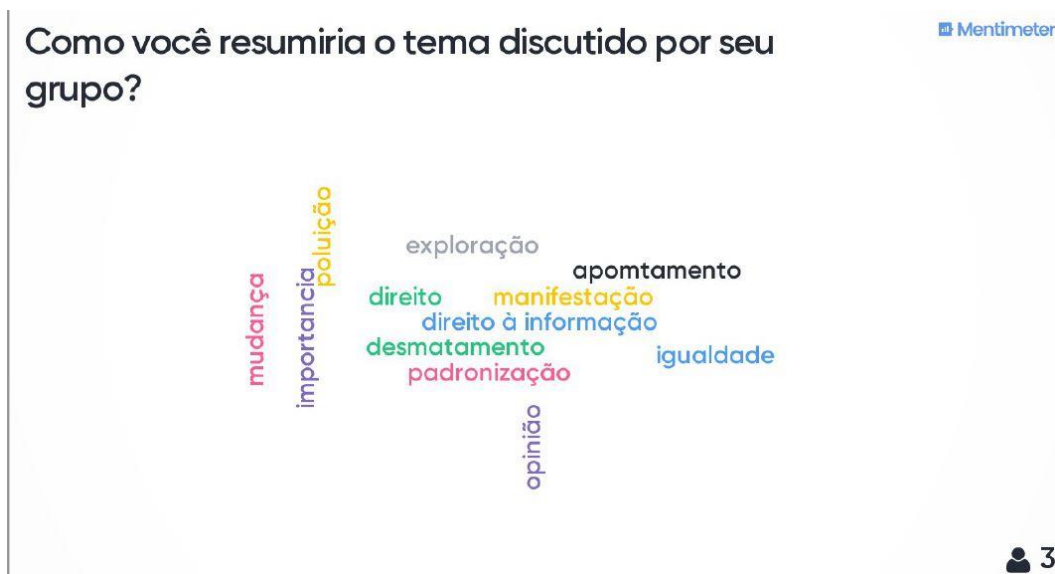 Como você resumiria o tema discutido por seu
grupo?
Mentimeter
poluição
exploração
apomtamento
mudança
importancia
direito
manifestação
direito à informação
desmatamento
igualdade
padronização
opinião
3